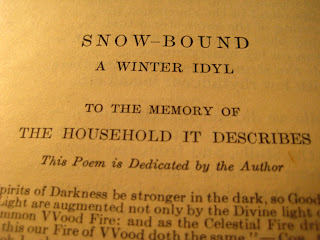 SNOW–BOUND
A WINTER IDYL
TO THE MEMORY OF
THE HOUSEHOLD IT DESCRIBES
This Poem is Dedicated by the Author
pirits of Darkness be stronger in the dark, so Good
Light are augmented not only by the Divine light o
mmon VVood Fire: and as the Celestial Fire dri
this our Fire of VVood doth the same."